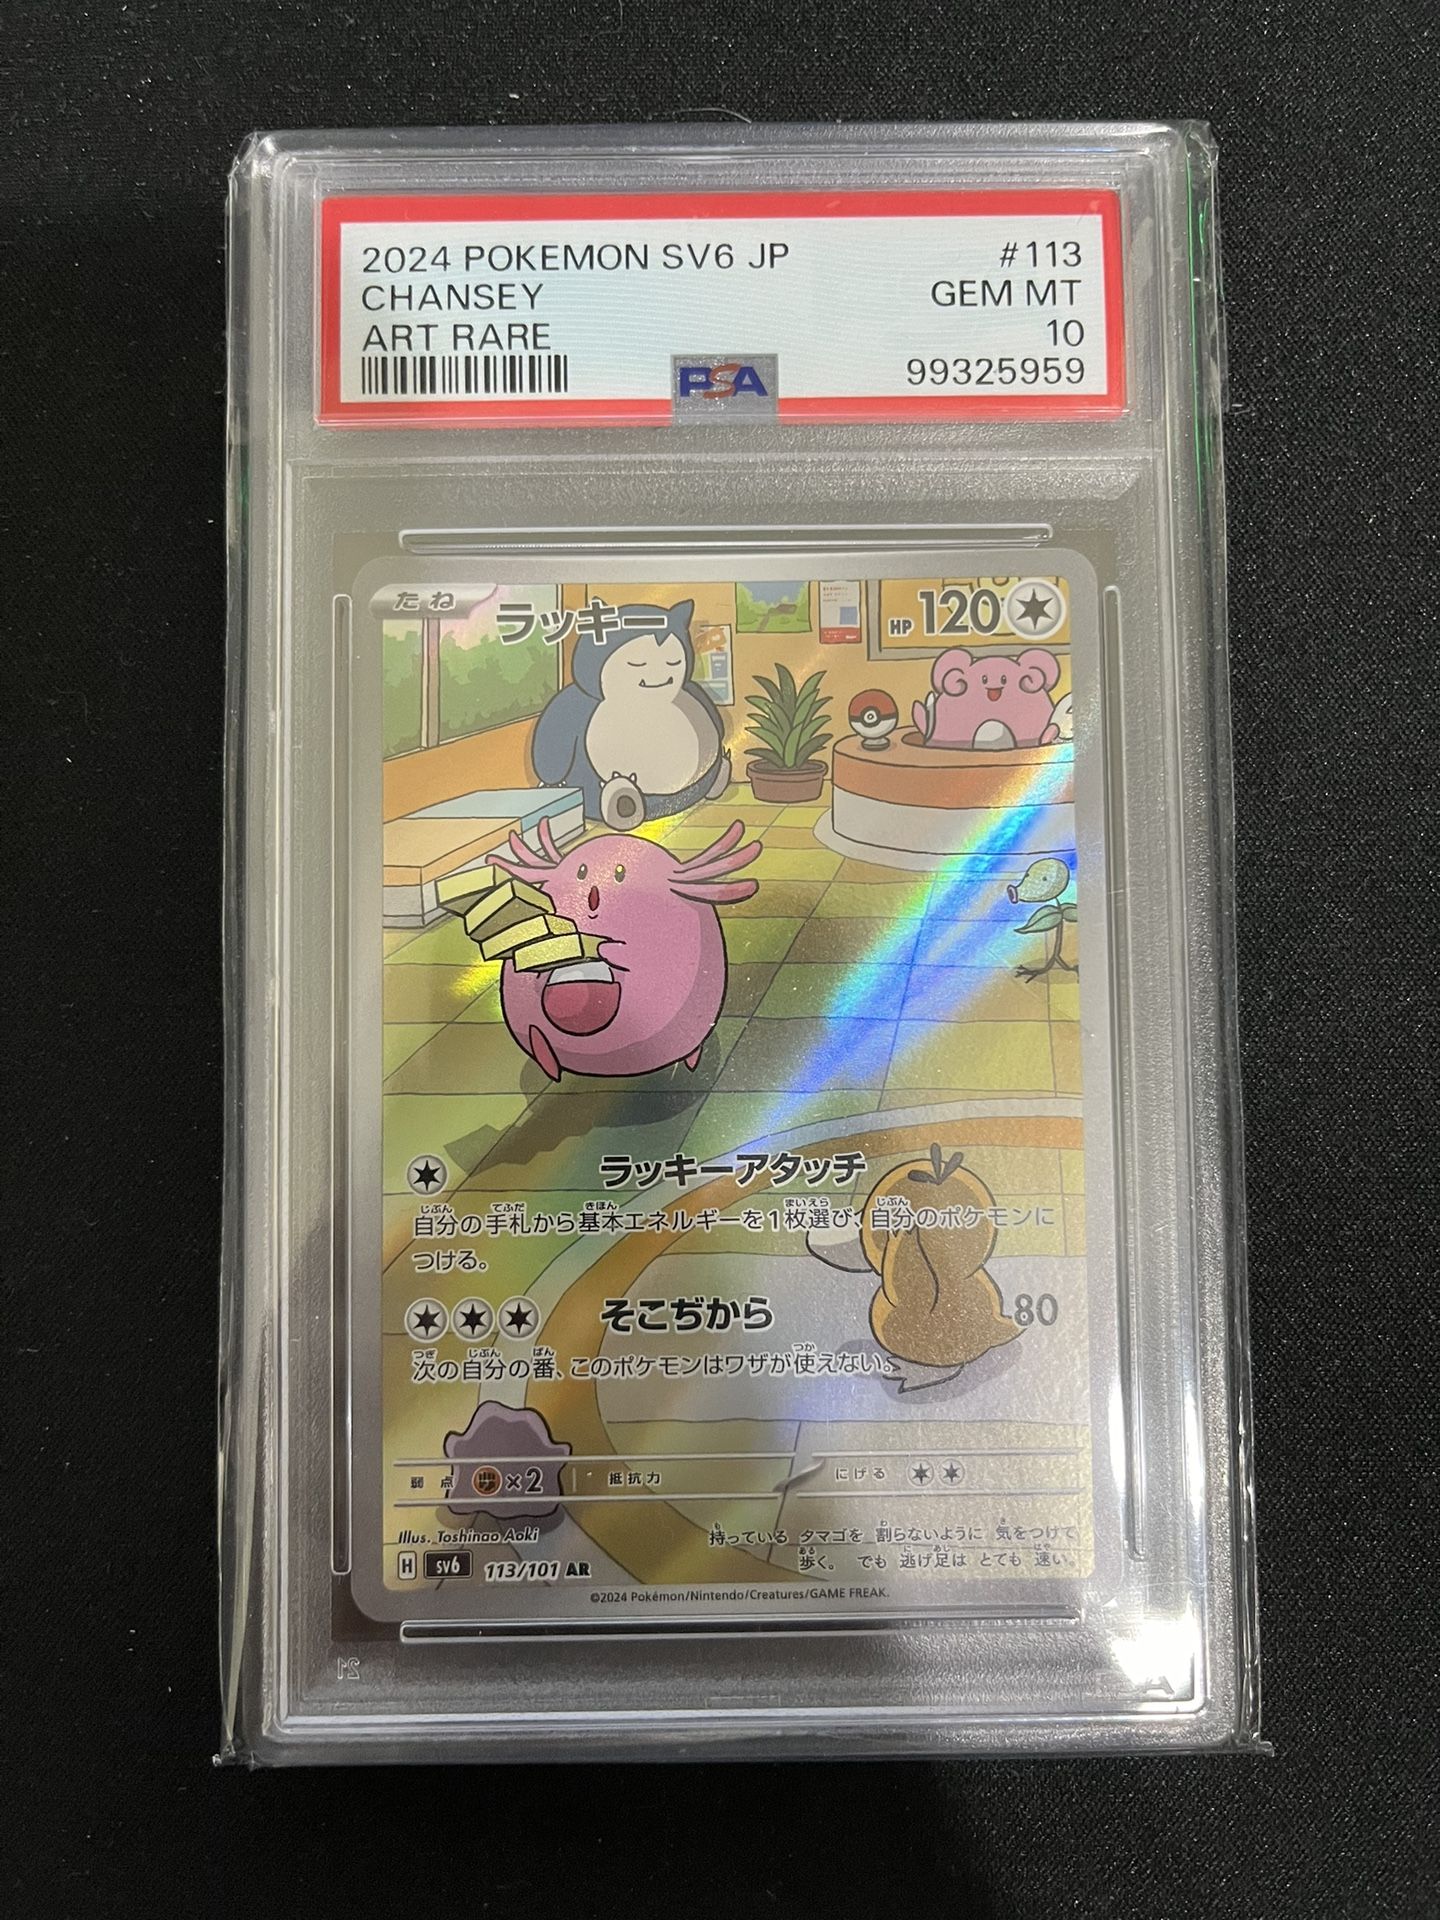 2024 POKEMON SV6 JP #113
CHANSEY GEM MT
ART RARE 10
PSA 99325959
たね ラッキー HP 120
ラッキーアタッチ
自分の手札から基本エネルギーを1枚選び、自分のポケモンに
つける。
そこぢから 80
次の自分の番、このポケモンはワザが使えない。
弱点 ×2 抵抗力 にげる
Illus. Toshinao Aoki
持っている タマゴを 割らないように 気をつけて
歩く。 でも 逃げ足は とても 速い。
H SV6 113/101 AR
©2024 Pokémon/Nintendo/Creatures/GAME FREAK.